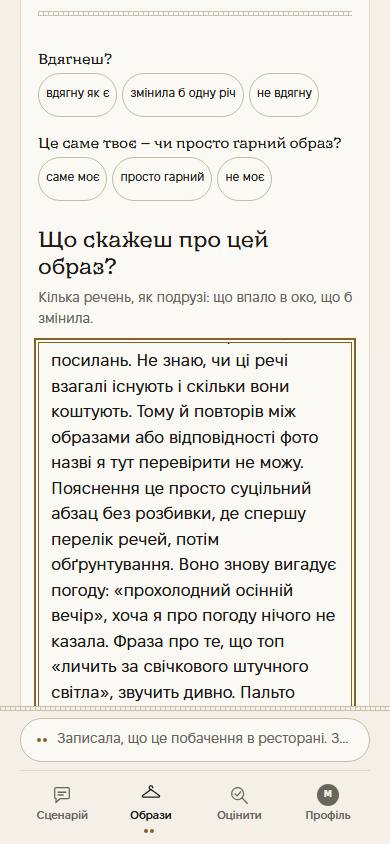 Вдягнеш?
вдягну як є
змінила б одну річ
не вдягну
Це саме твоє – чи просто гарний образ?
саме моє
просто гарний
не моє
Що скажеш про цей
образ?
Кілька речень, як подрузі: що впало в око, що б
змінила.
посилань. Не знаю, чи ці речі
взагалі існують і скільки вони
коштують. Тому й повторів між
образами або відповідності фото
назві я тут перевірити не можу.
Пояснення це просто суцільний
абзац без розбивки, де спершу
перелік речей, потім
обґрунтування. Воно знову вигадує
погоду: «прохолодний осінній
вечір», хоча я про погоду нічого не
казала. Фраза про те, що топ
«личить за свічкового штучного
світла», звучить дивно. Пальто
Записала, що це побачення в ресторані. З...
Сценарій
Образи
Оцінити
М
Профіль